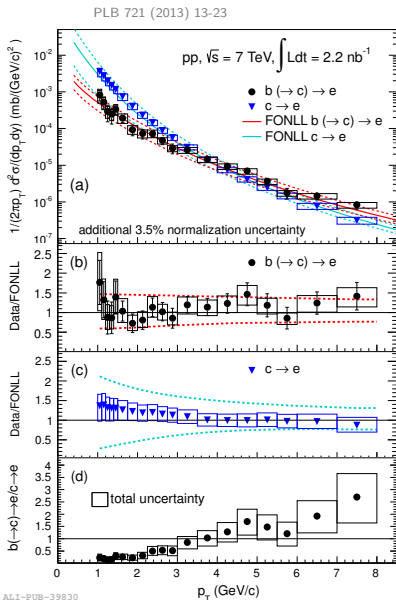 PLB 721 (2013) 13-23
pp, √s = 7 TeV, ∫ Ldt = 2.2 nb⁻¹
b (→ c) → e
c → e
FONLL b (→ c) → e
FONLL c → e
1/(2πp_T) d²σ/(dp_Tdy) (mb/(GeV/c)²)
10⁻²
10⁻³
10⁻⁴
10⁻⁵
10⁻⁶
10⁻⁷
(a)
additional 3.5% normalization uncertainty
Data/FONLL
2.5
2
1.5
1
0.5
(b)
b (→ c) → e
Data/FONLL
2.5
2
1.5
1
0.5
(c)
c → e
b(→c)→e/c→e
4
3.5
3
2.5
2
1.5
1
0.5
(d)
total uncertainty
0 1 2 3 4 5 6 7 8
p_T (GeV/c)
ALI-PUB-39830